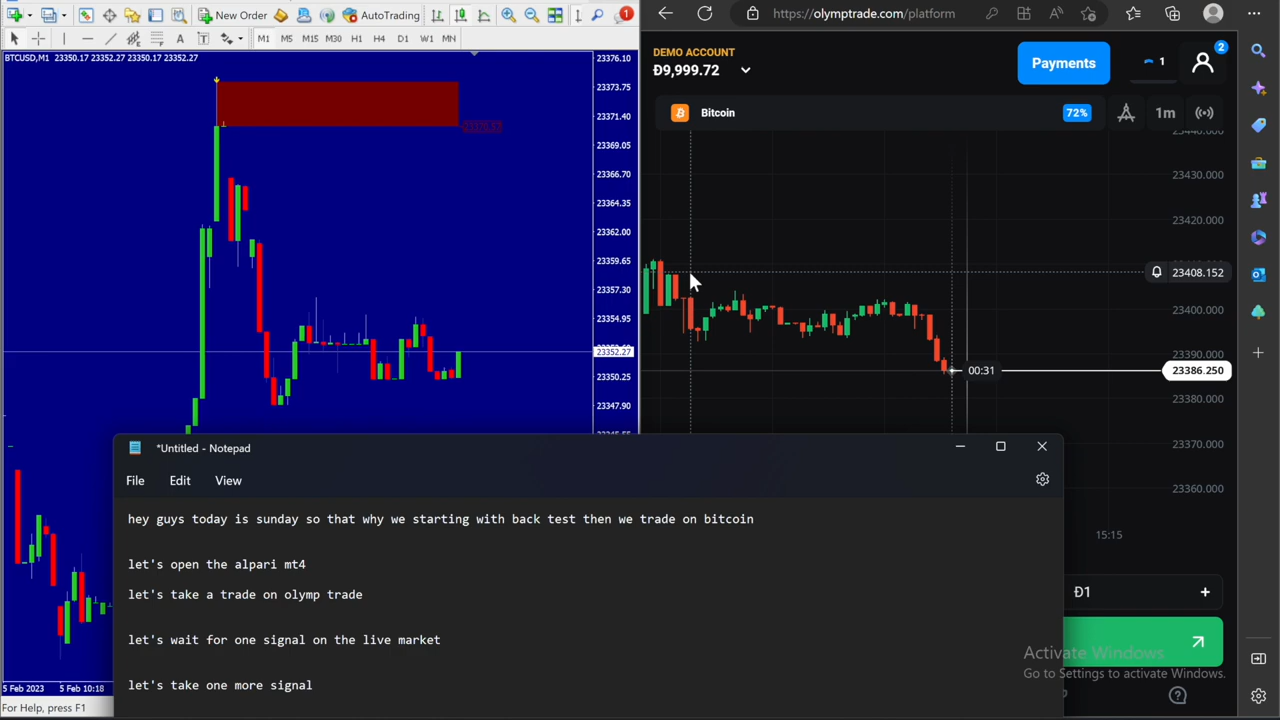 New Order
AutoTrading
1
M1 M5 M15 M30 H1 H4 D1 W1 MN
BTCUSD,M1 23350.17 23352.27 23350.17 23352.27
23376.10
23373.75
23371.40
23369.05
23366.70
23364.35
23362.00
23359.65
23357.30
23354.95
23352.27
23350.25
23347.90
5 Feb 2023 5 Feb 10:18
For Help, press F1
https://olymptrade.com/platform
DEMO ACCOUNT
Đ9,999.72
Payments
1
2
Bitcoin
72%
1m
23430.000
23420.000
23408.152
23400.000
23390.000
00:31
23386.250
23380.000
23370.000
23360.000
15:15
Đ1
+
*Untitled - Notepad
File Edit View
hey guys today is sunday so that why we starting with back test then we trade on bitcoin
let's open the alpari mt4
let's take a trade on olymp trade
let's wait for one signal on the live market
let's take one more signal
Activate Windows
Go to Settings to activate Windows.